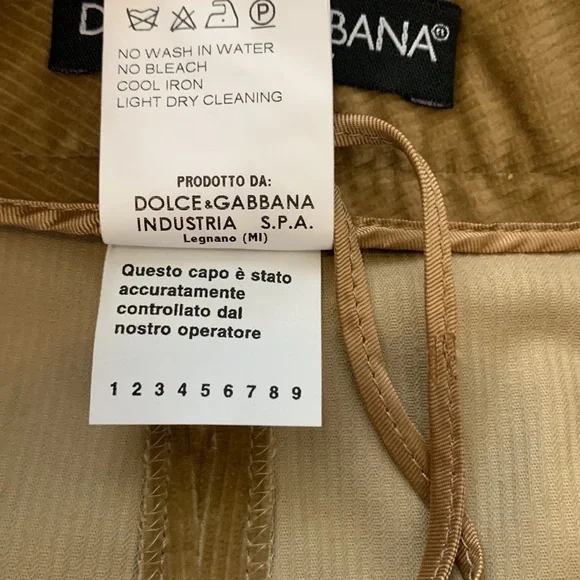 D BANA®
NO WASH IN WATER
NO BLEACH
COOL IRON
LIGHT DRY CLEANING
PRODOTTO DA:
DOLCE&GABBANA
INDUSTRIA S.P.A.
Legnano (MI)
Questo capo è stato
accuratamente
controllato dal
nostro operatore
1 2 3 4 5 6 7 8 9